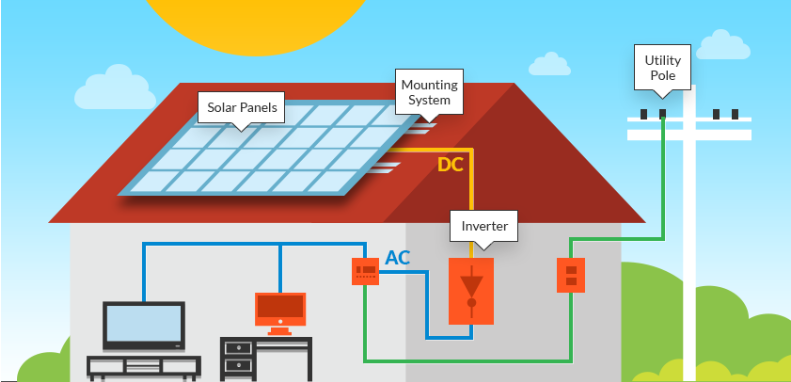 Utility
Pole
Mounting
System
Solar Panels
DC
Inverter
AC